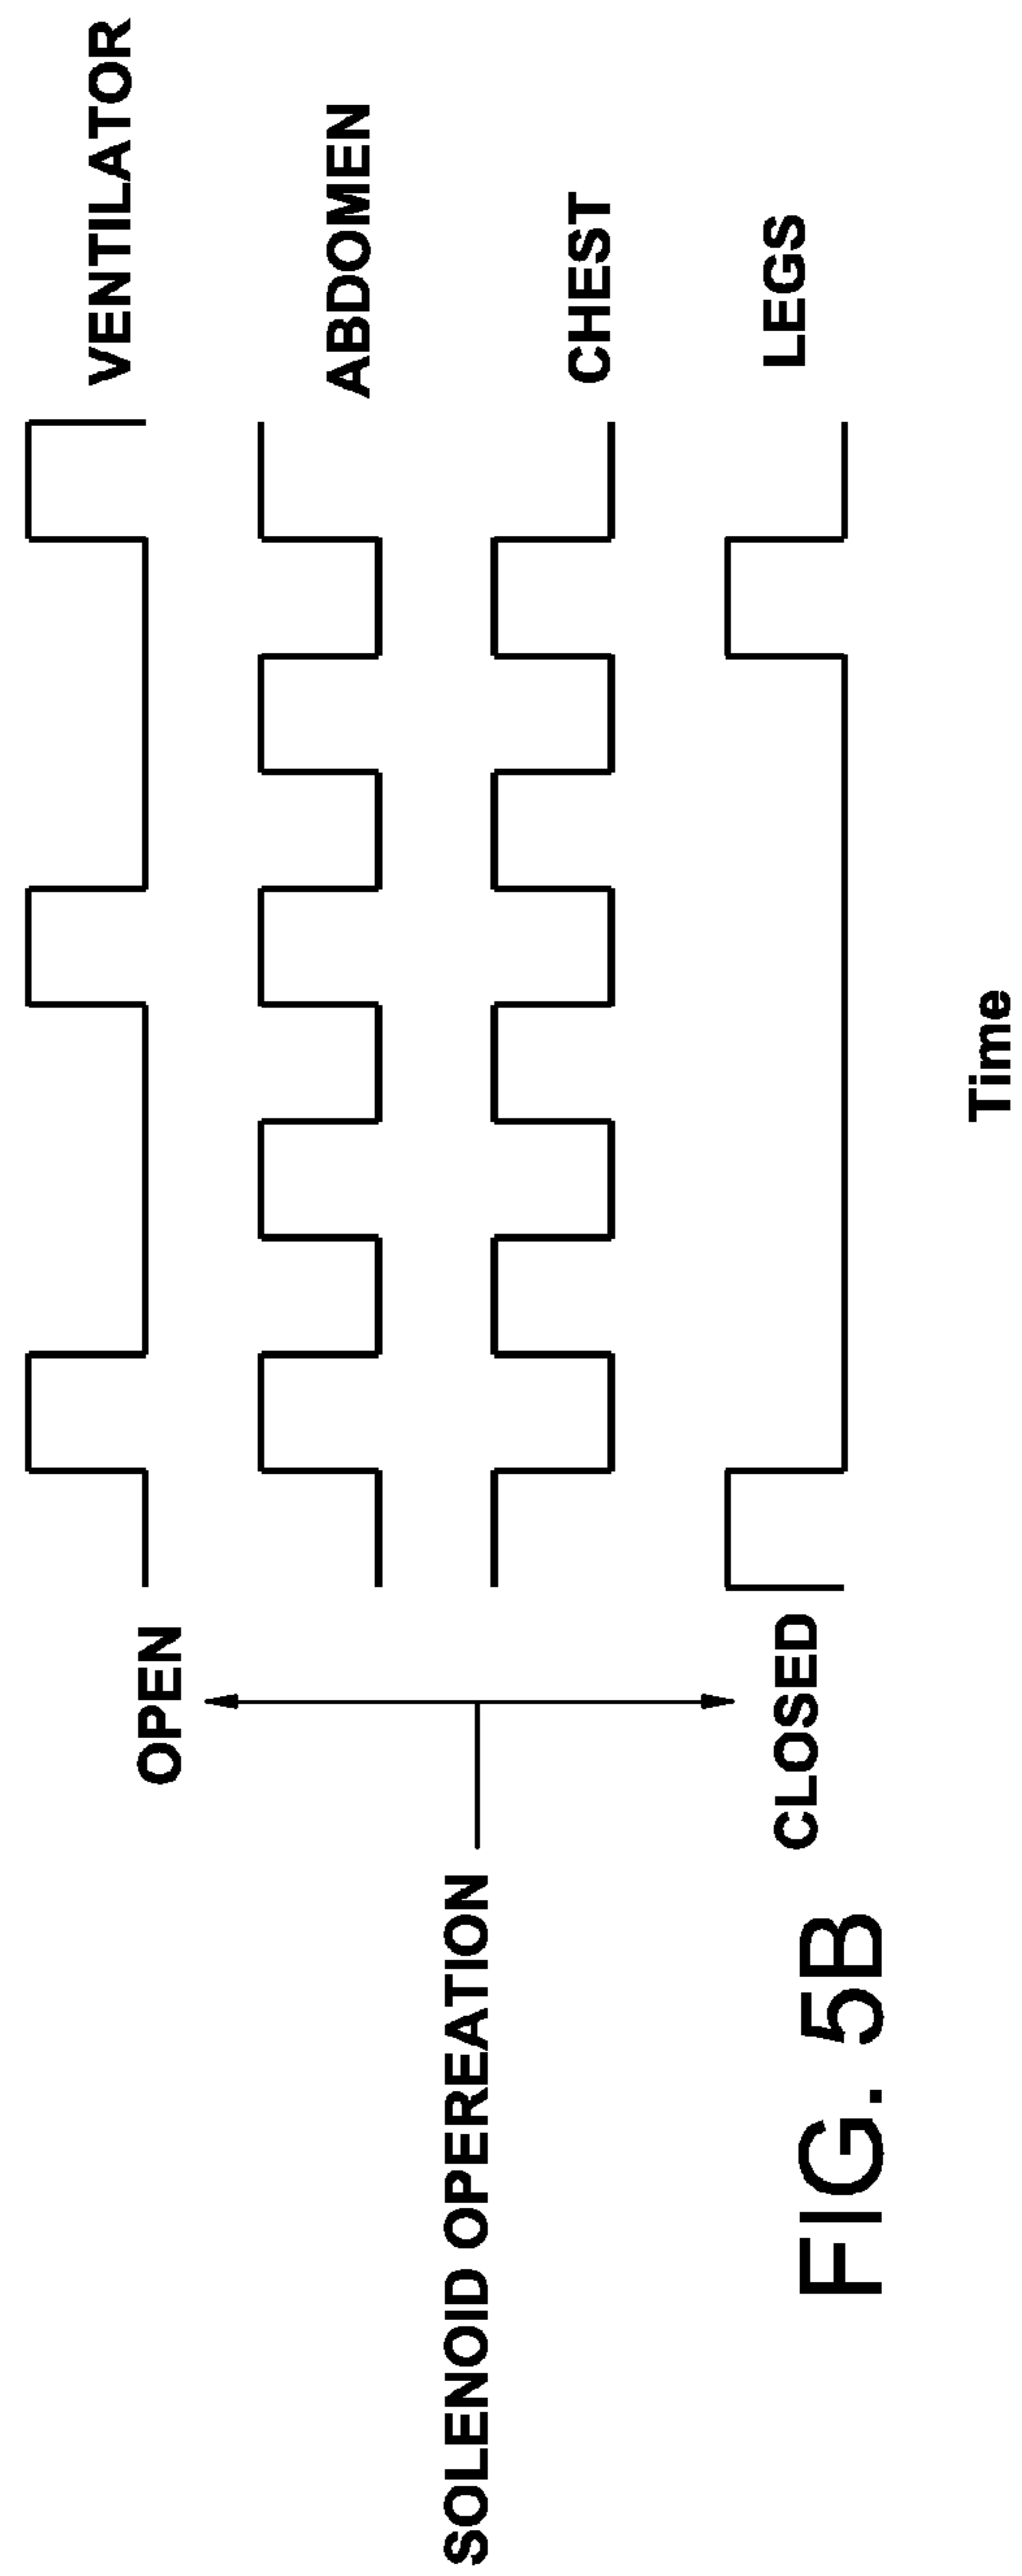 VENTILATOR
OPEN
ABDOMEN
SOLENOID OPEREATION
CHEST
LEGS
CLOSED
Time
FIG. 5B